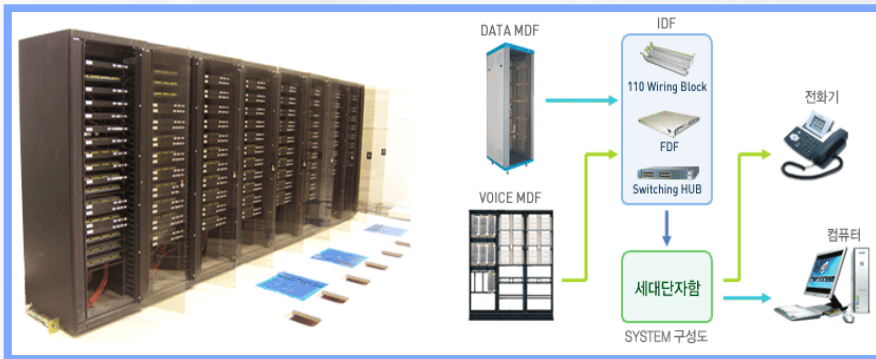 DATA MDF
IDF
110 Wiring Block
FDF
Switching HUB
VOICE MDF
전화기
컴퓨터
세대단자함
SYSTEM 구성도